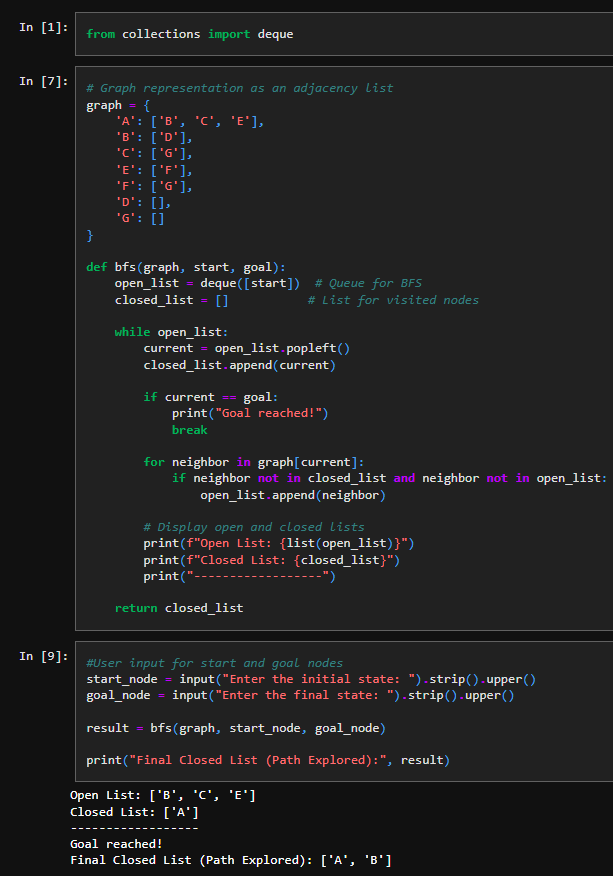 In [1]:
from collections import deque
In [7]:
# Graph representation as an adjacency list
graph = {
    'A': ['B', 'C', 'E'],
    'B': ['D'],
    'C': ['G'],
    'E': ['F'],
    'F': ['G'],
    'D': [],
    'G': []
}
def bfs(graph, start, goal):
    open_list = deque([start])  # Queue for BFS
    closed_list = []           # List for visited nodes
    while open_list:
        current = open_list.popleft()
        closed_list.append(current)
        if current == goal:
            print("Goal reached!")
            break
        for neighbor in graph[current]:
            if neighbor not in closed_list and neighbor not in open_list:
                open_list.append(neighbor)
        # Display open and closed lists
        print(f"Open List: {list(open_list)}")
        print(f"Closed List: {closed_list}")
        print("------------------")
    return closed_list
In [9]:
#User input for start and goal nodes
start_node = input("Enter the initial state: ").strip().upper()
goal_node = input("Enter the final state: ").strip().upper()
result = bfs(graph, start_node, goal_node)
print("Final Closed List (Path Explored):", result)
Open List: ['B', 'C', 'E']
Closed List: ['A']
------------------
Goal reached!
Final Closed List (Path Explored): ['A', 'B']